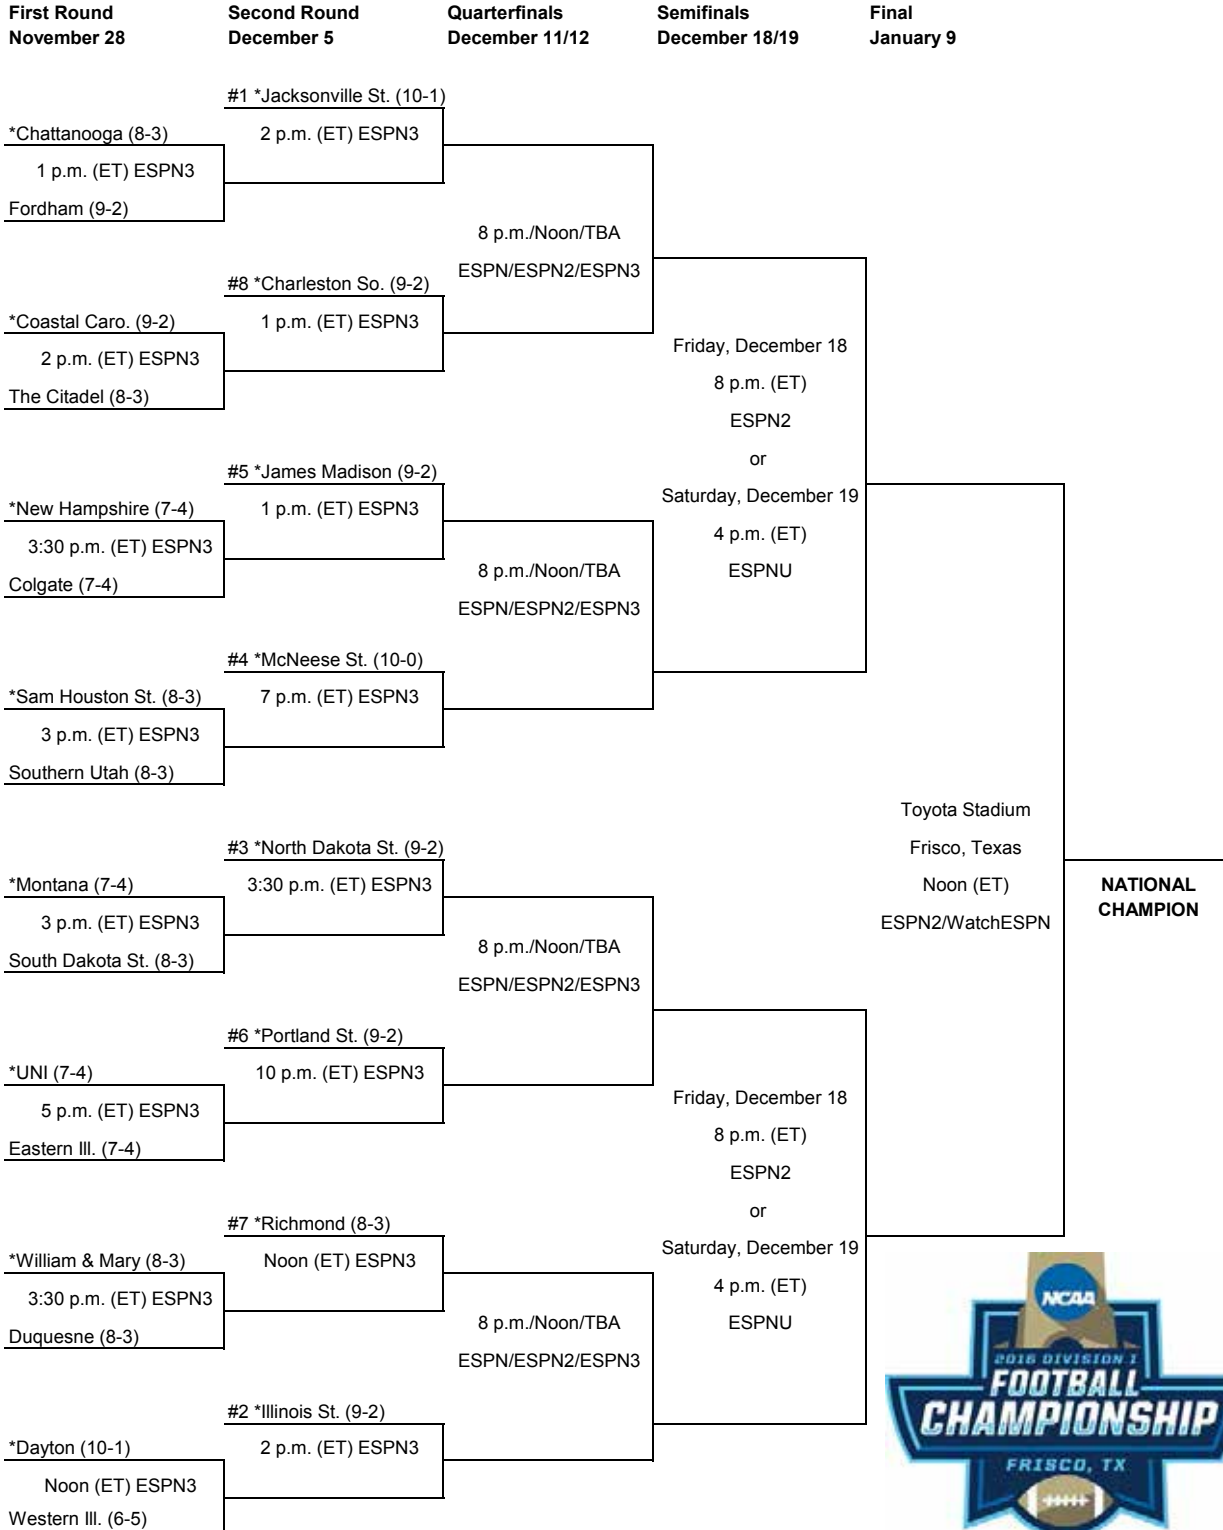 First Round
November 28
Second Round
December 5
Quarterfinals
December 11/12
Semifinals
December 18/19
Final
January 9
#1 *Jacksonville St. (10-1)
*Chattanooga (8-3)
2 p.m. (ET) ESPN3
1 p.m. (ET) ESPN3
Fordham (9-2)
8 p.m./Noon/TBA
ESPN/ESPN2/ESPN3
#8 *Charleston So. (9-2)
*Coastal Caro. (9-2)
1 p.m. (ET) ESPN3
2 p.m. (ET) ESPN3
The Citadel (8-3)
Friday, December 18
8 p.m. (ET)
ESPN2
or
Saturday, December 19
4 p.m. (ET)
ESPNU
#5 *James Madison (9-2)
*New Hampshire (7-4)
1 p.m. (ET) ESPN3
3:30 p.m. (ET) ESPN3
Colgate (7-4)
8 p.m./Noon/TBA
ESPN/ESPN2/ESPN3
#4 *McNeese St. (10-0)
*Sam Houston St. (8-3)
7 p.m. (ET) ESPN3
3 p.m. (ET) ESPN3
Southern Utah (8-3)
Toyota Stadium
Frisco, Texas
Noon (ET)
ESPN2/WatchESPN
NATIONAL
CHAMPION
#3 *North Dakota St. (9-2)
*Montana (7-4)
3:30 p.m. (ET) ESPN3
3 p.m. (ET) ESPN3
South Dakota St. (8-3)
8 p.m./Noon/TBA
ESPN/ESPN2/ESPN3
#6 *Portland St. (9-2)
*UNI (7-4)
10 p.m. (ET) ESPN3
5 p.m. (ET) ESPN3
Eastern Ill. (7-4)
Friday, December 18
8 p.m. (ET)
ESPN2
or
Saturday, December 19
4 p.m. (ET)
ESPNU
#7 *Richmond (8-3)
*William & Mary (8-3)
Noon (ET) ESPN3
3:30 p.m. (ET) ESPN3
Duquesne (8-3)
8 p.m./Noon/TBA
ESPN/ESPN2/ESPN3
#2 *Illinois St. (9-2)
*Dayton (10-1)
2 p.m. (ET) ESPN3
Noon (ET) ESPN3
Western Ill. (6-5)
NCAA
2016 DIVISION I
FOOTBALL
CHAMPIONSHIP
FRISCO, TX